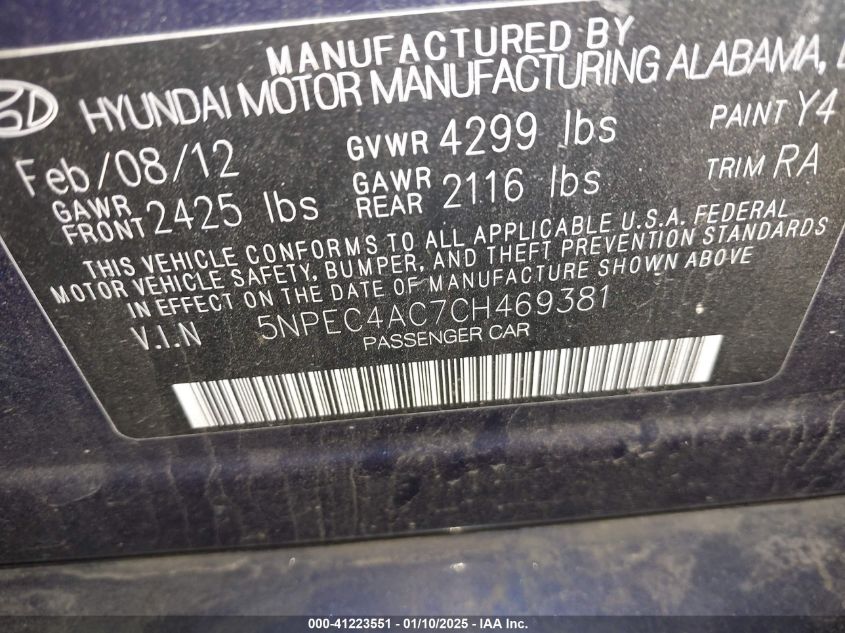 MANUFACTURED BY
HYUNDAI MOTOR MANUFACTURING ALABAMA,
Feb/08/12 GVWR 4299 lbs PAINT Y4
GAWR FRONT 2425 lbs GAWR REAR 2116 lbs TRIM RA
THIS VEHICLE CONFORMS TO ALL APPLICABLE U.S.A. FEDERAL
MOTOR VEHICLE SAFETY, BUMPER, AND THEFT PREVENTION STANDARDS
IN EFFECT ON THE DATE OF MANUFACTURE SHOWN ABOVE
V.I.N 5NPEC4AC7CH469381
PASSENGER CAR
000-41223551 - 01/10/2025 - IAA Inc.